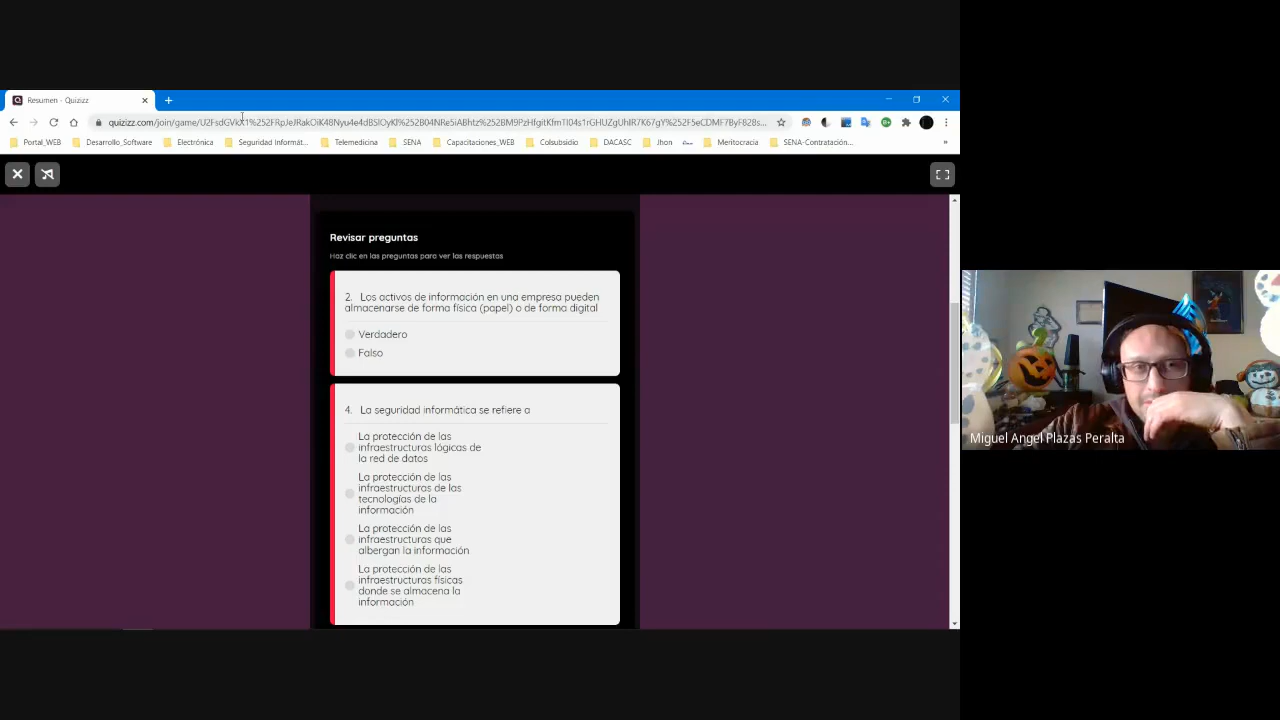 Resumen - Quizizz
Portal_WEB
Desarrollo_Software
Electrónica
Seguridad Informát...
Telemedicina
SENA
Capacitaciones_WEB
Colsubsidio
DACASC
Jhon
Meritocracia
SENA-Contratación...
Revisar preguntas
Haz clic en las preguntas para ver las respuestas
2. Los activos de información en una empresa pueden
almacenarse de forma física (papel) o de forma digital
Verdadero
Falso
4. La seguridad informática se refiere a
La protección de las
infraestructuras lógicas de
la red de datos
La protección de las
infraestructuras de las
tecnologías de la
información
La protección de las
infraestructuras que
albergan la información
La protección de las
infraestructuras físicas
donde se almacena la
información
Miguel Angel Plazas Peralta